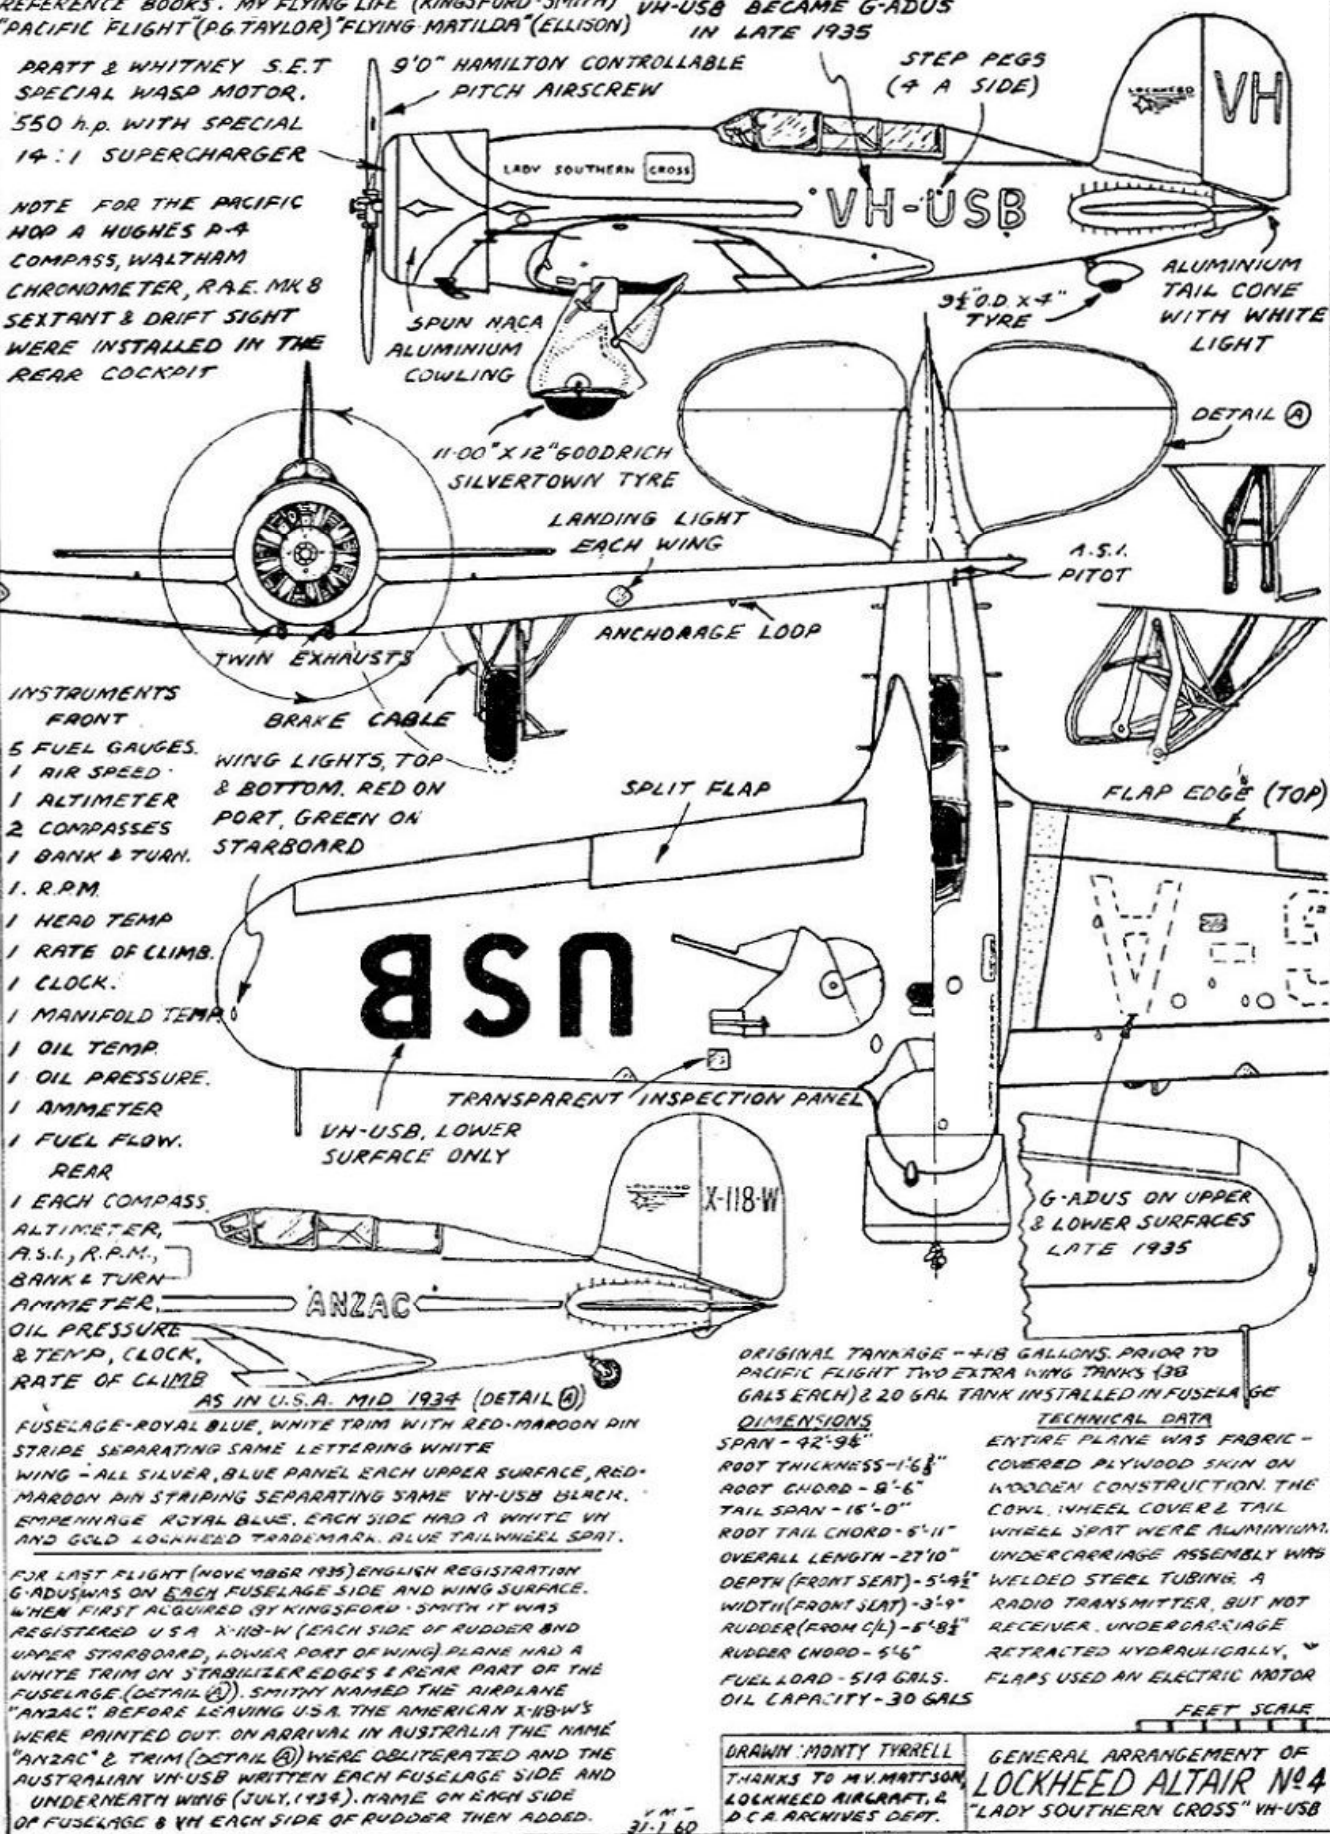 REFERENCE BOOKS. MY FLYING LIFE (KINGSFORD-SMITH)
"PACIFIC FLIGHT" (P.G. TAYLOR) "FLYING MATILDA" (ELLISON)
VH-USB BECAME G-ADUS
IN LATE 1935
PRATT & WHITNEY S.E.T
SPECIAL WASP MOTOR.
550 h.p. WITH SPECIAL
14:1 SUPERCHARGER
9'0" HAMILTON CONTROLLABLE
PITCH AIRSCREW
STEP PEGS
(4 A SIDE)
LOCKHEED
VH
LADY SOUTHERN CROSS
VH-USB
NOTE FOR THE PACIFIC
HOP A HUGHES P-4
COMPASS, WALTHAM
CHRONOMETER, R.A.E. MK 8
SEXTANT & DRIFT SIGHT
WERE INSTALLED IN THE
REAR COCKPIT
SPUN NACA
ALUMINIUM
COWLING
9½" O.D. X 4"
TYRE
ALUMINIUM
TAIL CONE
WITH WHITE
LIGHT
11·00" X 12" GOODRICH
SILVERTOWN TYRE
DETAIL A
LANDING LIGHT
EACH WING
A.S.I.
PITOT
ANCHORAGE LOOP
TWIN EXHAUSTS
BRAKE CABLE
INSTRUMENTS
FRONT
5 FUEL GAUGES.
1 AIR SPEED.
1 ALTIMETER
2 COMPASSES
1 BANK & TURN.
1. R.P.M.
1 HEAD TEMP
1 RATE OF CLIMB.
1 CLOCK.
1 MANIFOLD TEMP.
1 OIL TEMP.
1 OIL PRESSURE.
1 AMMETER
1 FUEL FLOW.
REAR
1 EACH COMPASS,
ALTIMETER,
A.S.I., R.P.M.,
BANK & TURN
AMMETER,
OIL PRESSURE
& TEMP, CLOCK,
RATE OF CLIMB
WING LIGHTS, TOP
& BOTTOM. RED ON
PORT, GREEN ON
STARBOARD
SPLIT FLAP
FLAP EDGE (TOP)
USB
TRANSPARENT INSPECTION PANEL
VH-USB, LOWER
SURFACE ONLY
G-ADUS ON UPPER
& LOWER SURFACES
LATE 1935
LOCKHEED
X-118-W
ANZAC
AS IN U.S.A. MID 1934 (DETAIL A)
FUSELAGE-ROYAL BLUE, WHITE TRIM WITH RED-MAROON PIN
STRIPE SEPARATING SAME LETTERING WHITE
WING - ALL SILVER, BLUE PANEL EACH UPPER SURFACE, RED-
MAROON PIN STRIPING SEPARATING SAME VH-USB BLACK.
EMPENNAGE ROYAL BLUE. EACH SIDE HAD A WHITE VH
AND GOLD LOCKHEED TRADEMARK. BLUE TAILWHEEL SPAT.
FOR LAST FLIGHT (NOVEMBER 1935) ENGLISH REGISTRATION
G-ADUS WAS ON EACH FUSELAGE SIDE AND WING SURFACE.
WHEN FIRST ACQUIRED BY KINGSFORD-SMITH IT WAS
REGISTERED USA X-118-W (EACH SIDE OF RUDDER AND
UPPER STARBOARD, LOWER PORT OF WING) PLANE HAD A
WHITE TRIM ON STABILIZER EDGES & REAR PART OF THE
FUSELAGE. (DETAIL A). SMITHY NAMED THE AIRPLANE
"ANZAC" BEFORE LEAVING U.S.A. THE AMERICAN X-118-W'S
WERE PAINTED OUT. ON ARRIVAL IN AUSTRALIA THE NAME
"ANZAC" & TRIM (DETAIL A) WERE OBLITERATED AND THE
AUSTRALIAN VH-USB WRITTEN EACH FUSELAGE SIDE AND
UNDERNEATH WING (JULY, 1934). NAME ON EACH SIDE
OF FUSELAGE & VH EACH SIDE OF RUDDER THEN ADDED.
31-1-60
ORIGINAL TANKAGE - 418 GALLONS. PRIOR TO
PACIFIC FLIGHT TWO EXTRA WING TANKS (38
GALS EACH) & 20 GAL TANK INSTALLED IN FUSELAGE
DIMENSIONS
SPAN - 42'-9¼"
ROOT THICKNESS -
ROOT CHORD - 8'-6"
TAIL SPAN - 16'-0"
ROOT TAIL CHORD - 5'-11"
OVERALL LENGTH - 27'10"
DEPTH (FRONT SEAT) - 5'-9½"
WIDTH (FRONT SEAT) - 3'-9"
RUDDER (FROM C/L) - 5'-8½"
RUDDER CHORD - 5'-6"
FUEL LOAD - 514 GALS.
OIL CAPACITY - 30 GALS
TECHNICAL DATA
ENTIRE PLANE WAS FABRIC-
COVERED PLYWOOD SKIN ON
WOODEN CONSTRUCTION. THE
COWL, WHEEL COVER & TAIL
WHEEL SPAT WERE ALUMINIUM.
UNDERCARRIAGE ASSEMBLY WAS
WELDED STEEL TUBING. A
RADIO TRANSMITTER, BUT NOT
RECEIVER. UNDERCARRIAGE
RETRACTED HYDRAULICALLY,
FLAPS USED AN ELECTRIC MOTOR
FEET SCALE
DRAWN: MONTY TYRRELL
THANKS TO M.V. MATTSON,
LOCKHEED AIRCRAFT, &
D.C.A. ARCHIVES DEPT.
GENERAL ARRANGEMENT OF
LOCKHEED ALTAIR Nº 4
"LADY SOUTHERN CROSS" VH-USB